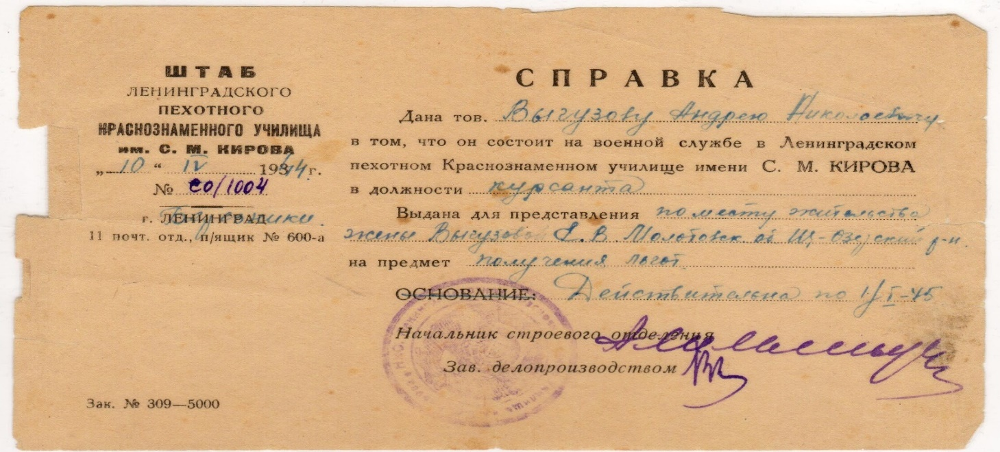 ШТАБ
ЛЕНИНГРАДСКОГО
ПЕХОТНОГО
КРАСНОЗНАМЕННОГО УЧИЛИЩА
им. С. М. КИРОВА
„ 10 “ IV 1944 г.
№ со/1004
г. ЛЕНИНГРАД
11 почт. отд., п/ящик № 600-а
Зак. № 309—5000
СПРАВКА
Дана тов. Выгузову Андрею Николаевичу
в том, что он состоит на военной службе в Ленинградском
пехотном Краснознаменном училище имени С. М. КИРОВА
в должности курсанта
Выдана для представления по месту жительства
жены Выгузовой Е. В. Молотовск. об Щ-Озерский р-н.
на предмет получения льгот
ОСНОВАНИЕ: Действительна по 1/I-45
Начальник строевого отделения
Зав. делопроизводством